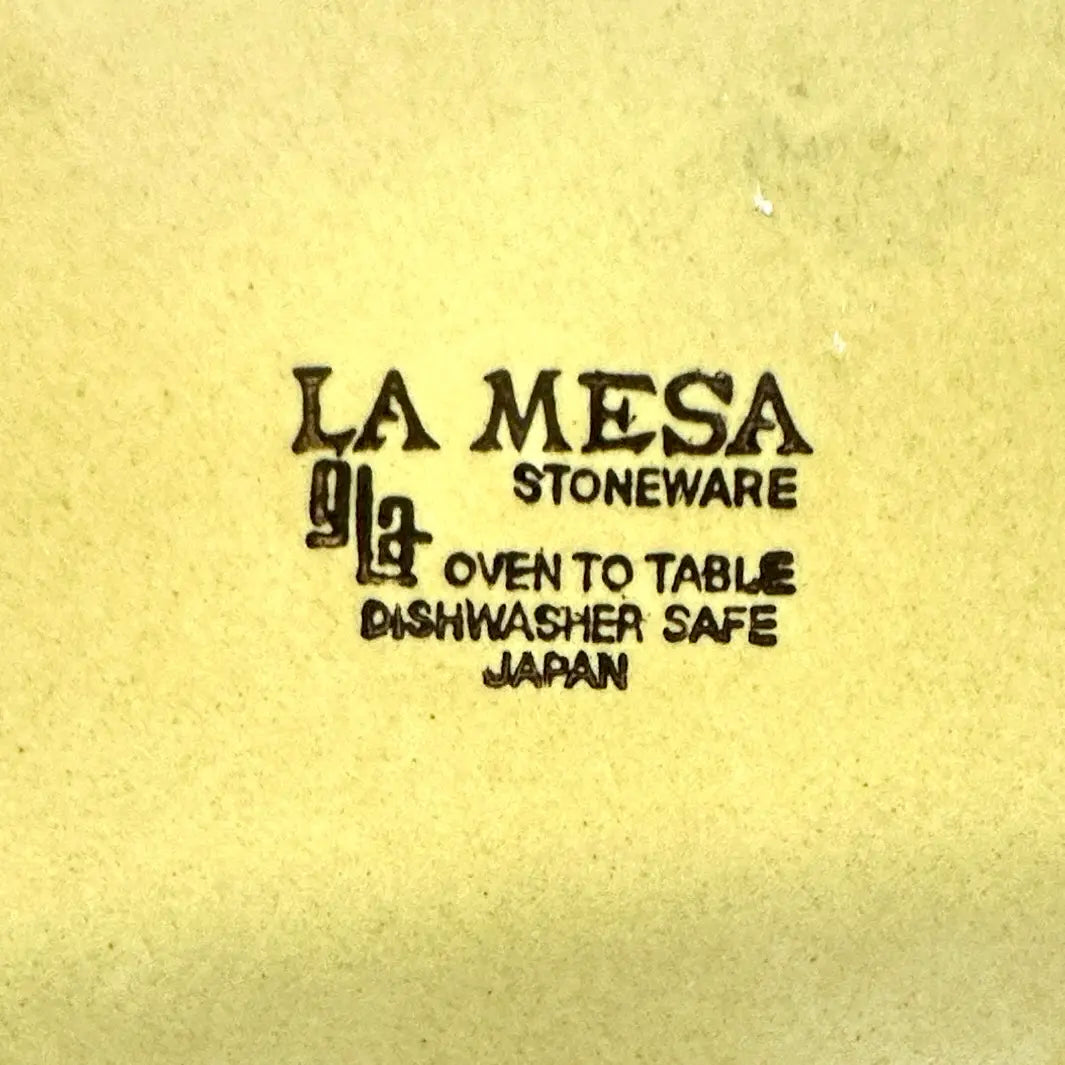 LA MESA
STONEWARE
gla
OVEN TO TABLE
DISHWASHER SAFE
JAPAN